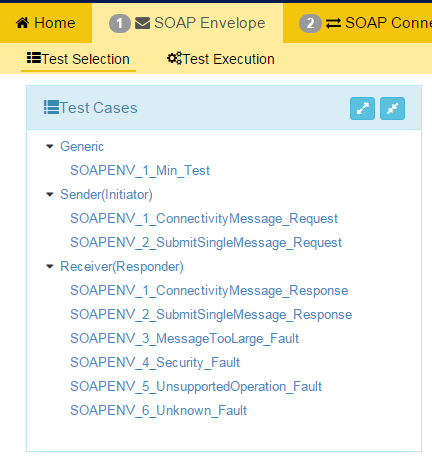 Home 1 SOAP Envelope 2 SOAP Conne
Test Selection Test Execution
Test Cases
Generic
SOAPENV_1_Min_Test
Sender(Initiator)
SOAPENV_1_ConnectivityMessage_Request
SOAPENV_2_SubmitSingleMessage_Request
Receiver(Responder)
SOAPENV_1_ConnectivityMessage_Response
SOAPENV_2_SubmitSingleMessage_Response
SOAPENV_3_MessageTooLarge_Fault
SOAPENV_4_Security_Fault
SOAPENV_5_UnsupportedOperation_Fault
SOAPENV_6_Unknown_Fault